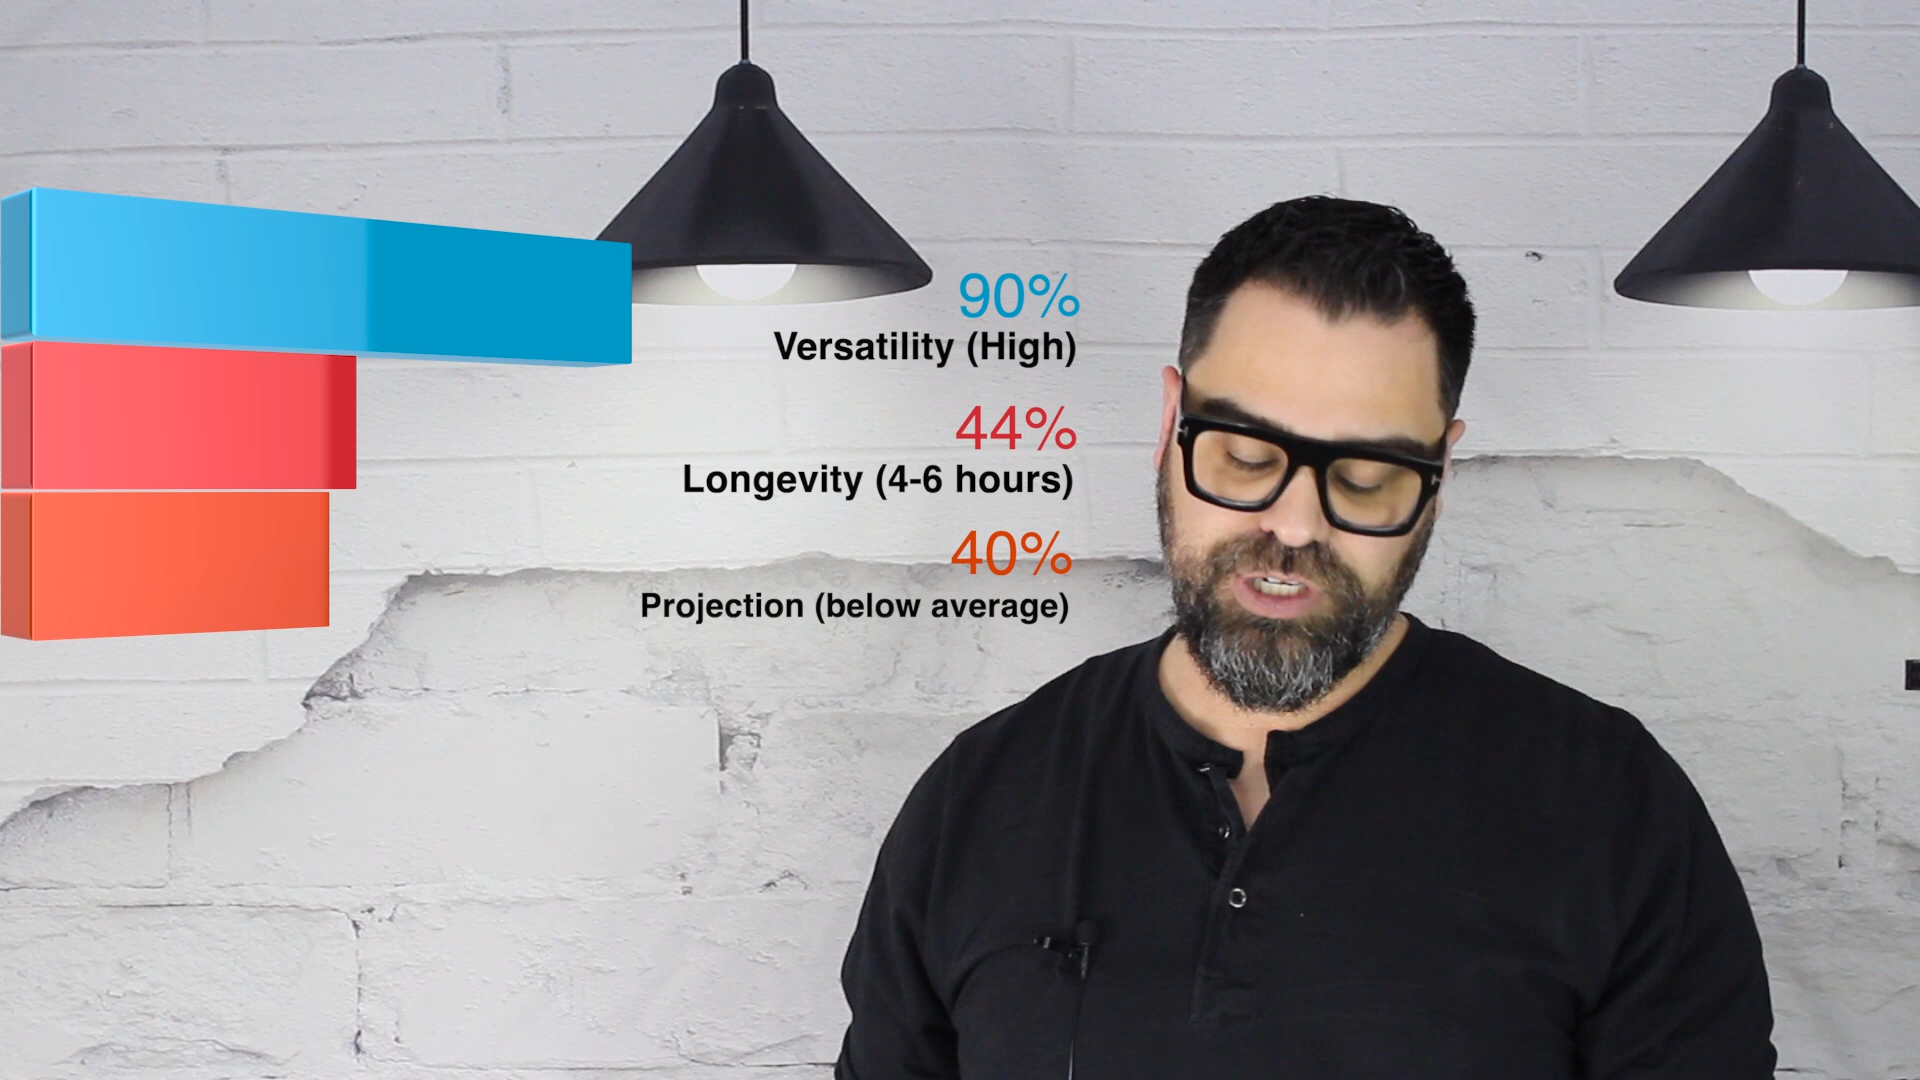 90%
Versatility (High)
44%
Longevity (4-6 hours)
40%
Projection (below average)